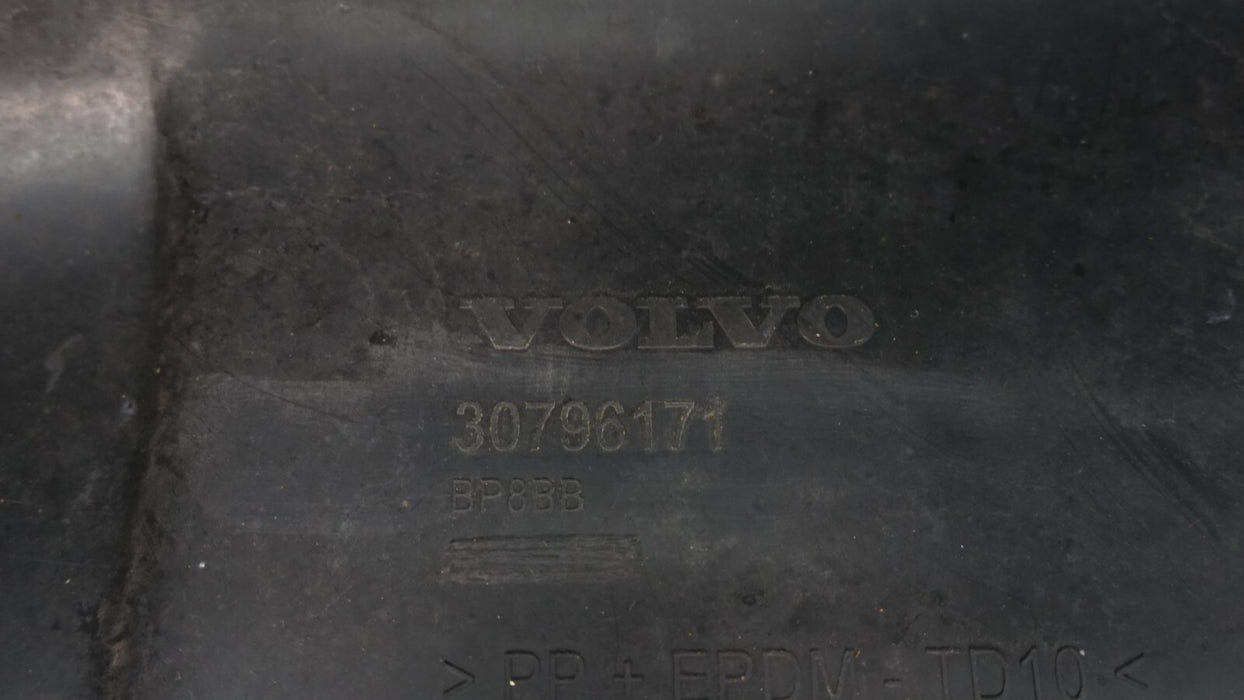 VOLVO
30796171
BP8BB
> PP + EPDM - TD10 <